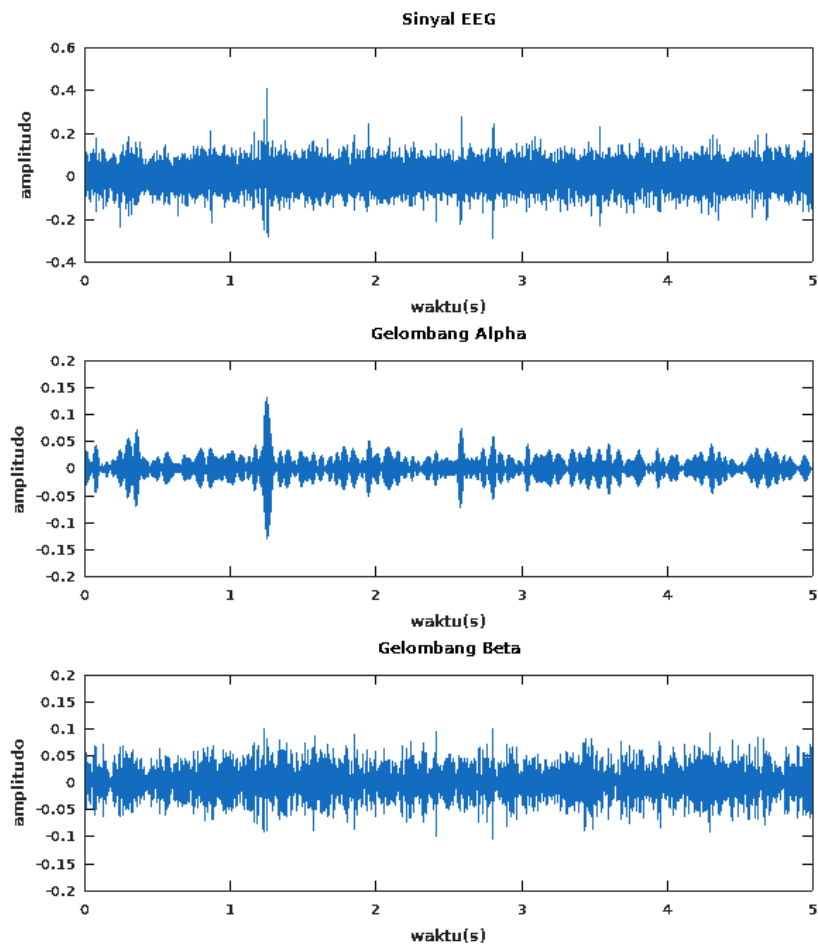 Sinyal EEG
0.6
0.4
0.2
0
-0.2
-0.4
amplitudo
0 1 2 3 4 5
waktu(s)
Gelombang Alpha
0.2
0.15
0.1
0.05
0
-0.05
-0.1
-0.15
-0.2
amplitudo
0 1 2 3 4 5
waktu(s)
Gelombang Beta
0.2
0.15
0.1
0.05
0
-0.05
-0.1
-0.15
-0.2
amplitudo
0 1 2 3 4 5
waktu(s)